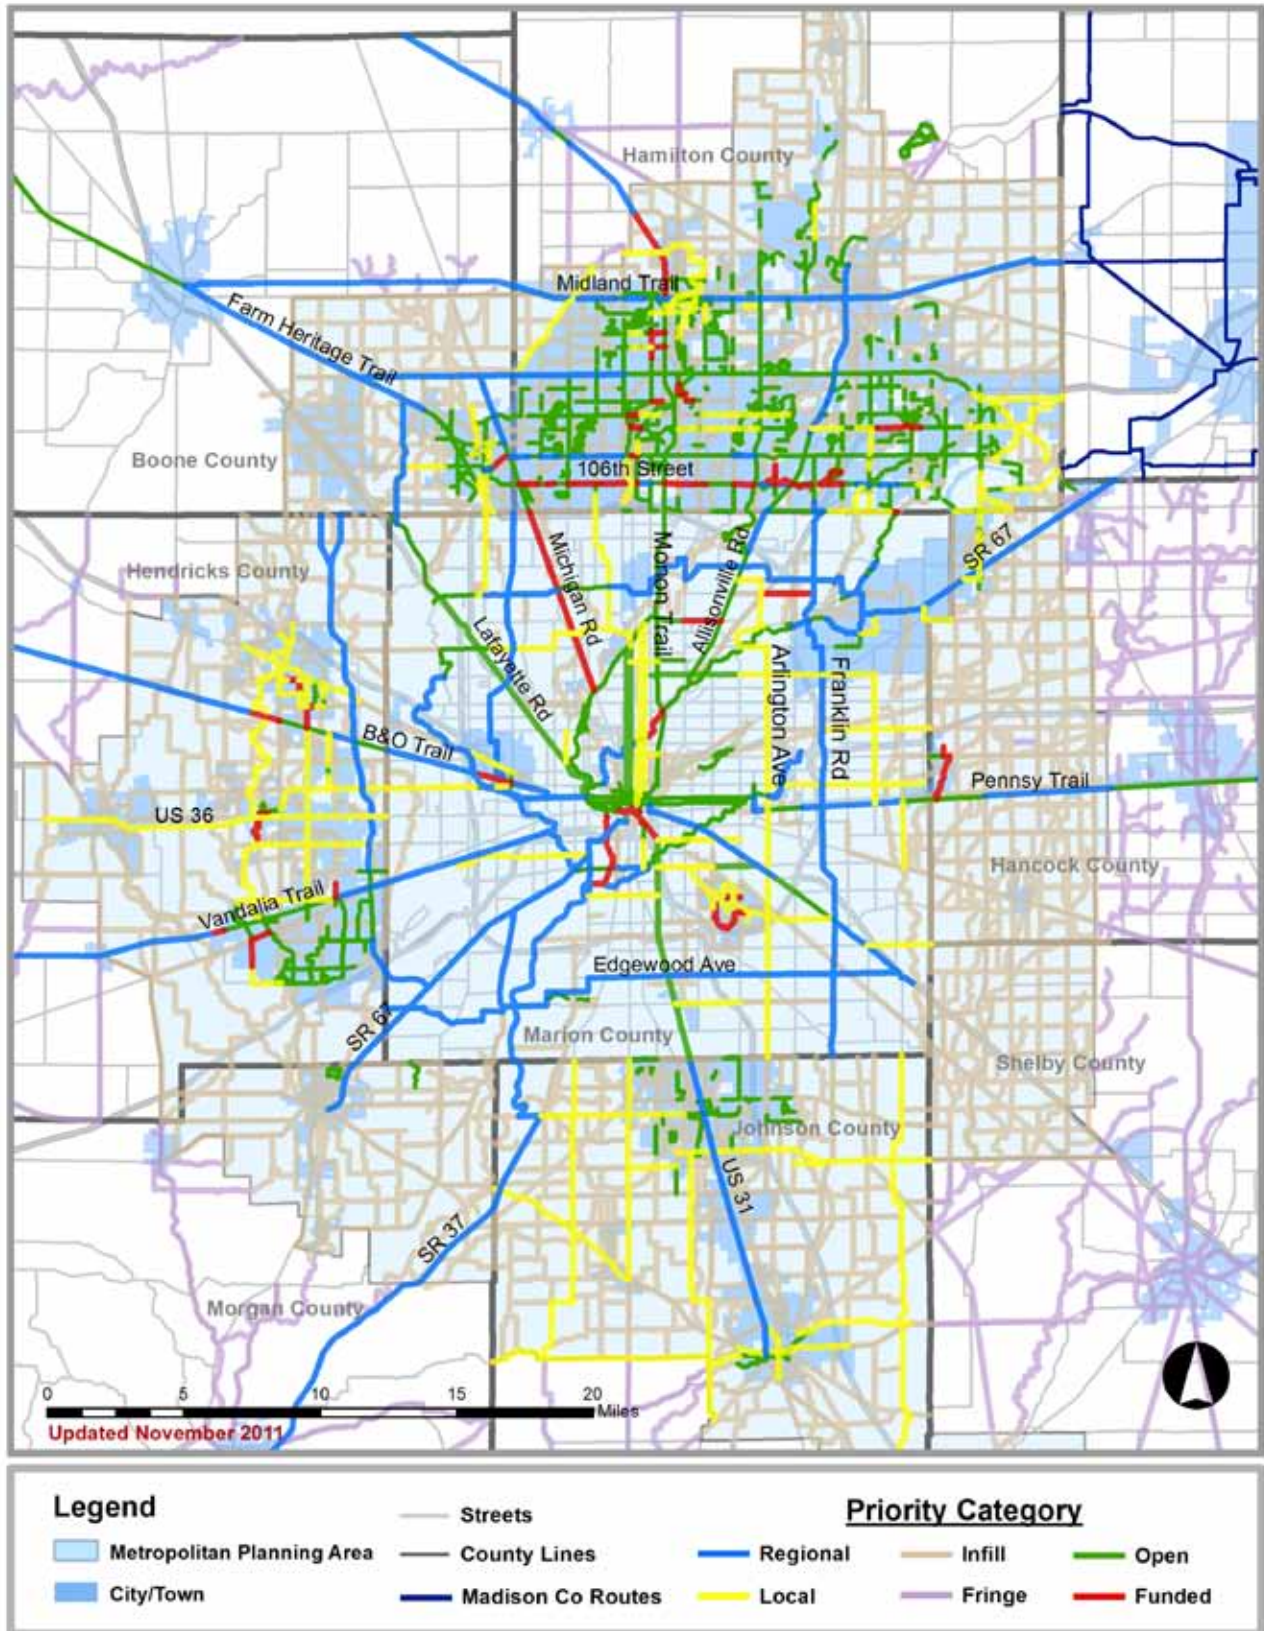 Hamilton County
Midland Trail
Farm Heritage Trail
Boone County
106th Street
Hendricks County
Michigan Rd
Monon Trail
Allisonville Rd
SR 67
Lafayette Rd
Arlington Ave
Franklin Rd
B&O Trail
Pennsy Trail
US 36
Hancock County
Vandalia Trail
Edgewood Ave
SR 67
Marion County
Shelby County
Johnson County
US 31
SR 37
Morgan County
0 5 10 15 20
Miles
Updated November 2011
Legend
Metropolitan Planning Area
City/Town
Streets
County Lines
Madison Co Routes
Priority Category
Regional
Infill
Open
Local
Fringe
Funded